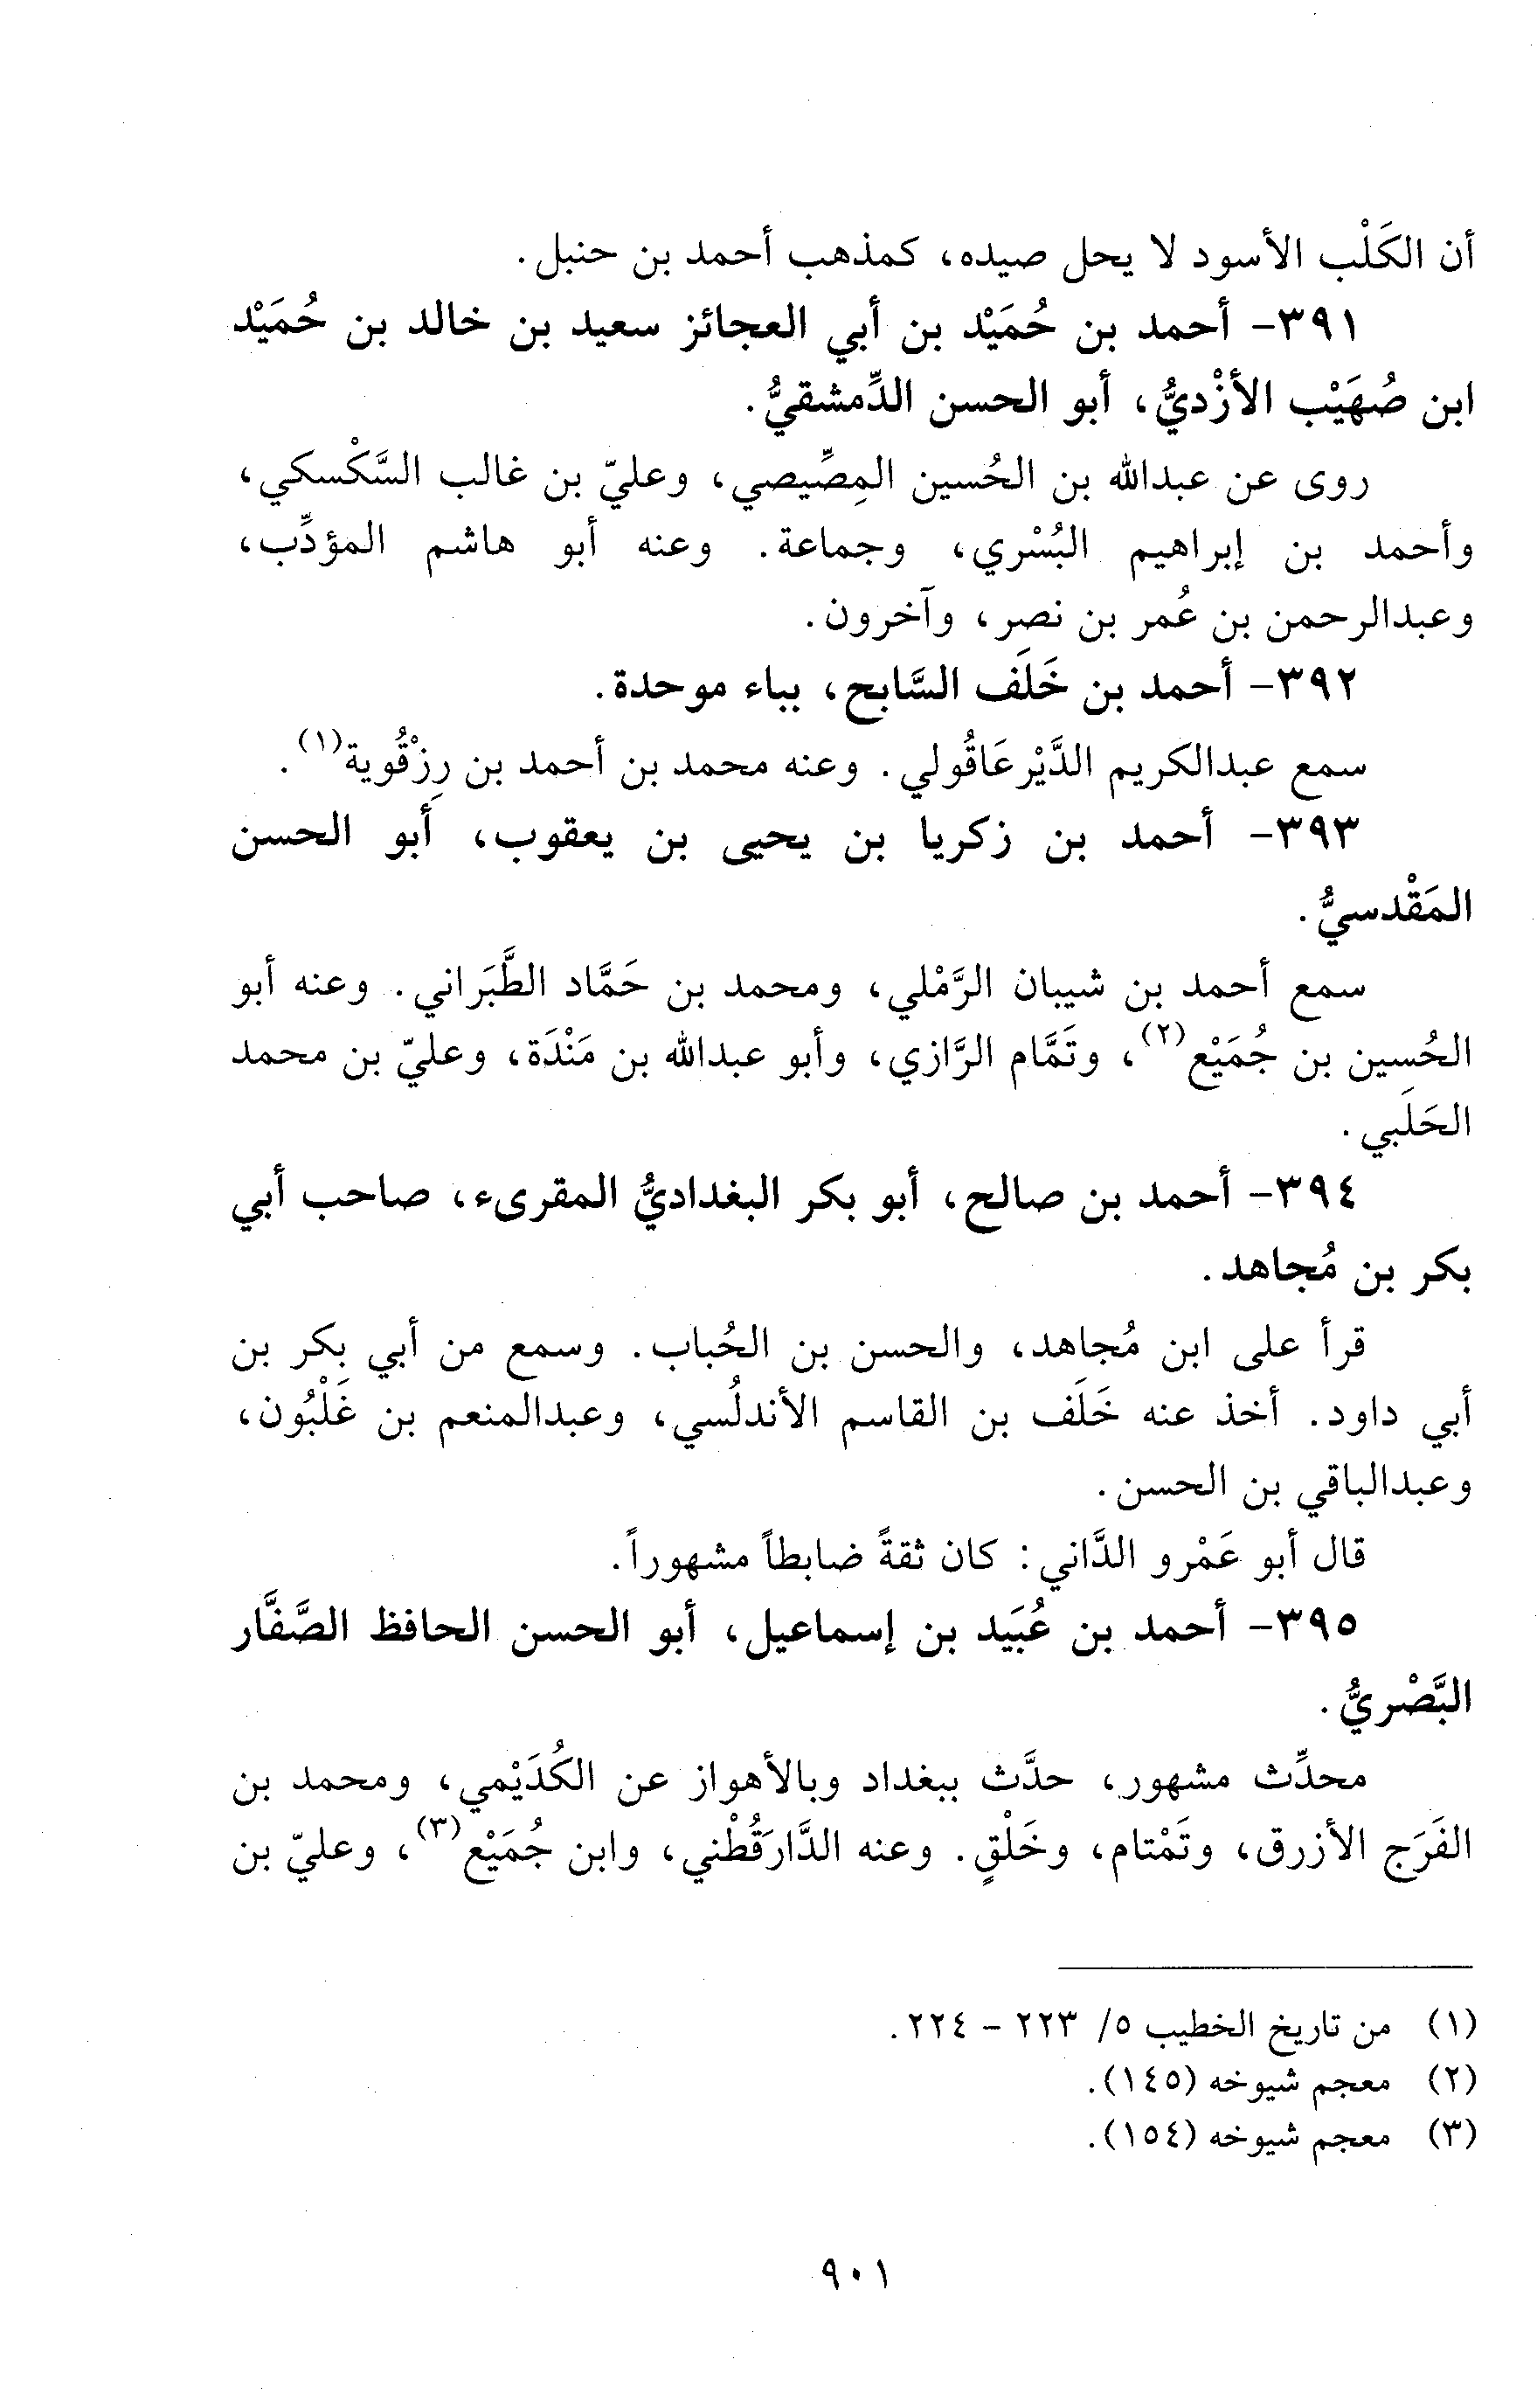 أن الكَلْب الأسود لا يحل صيده، كمذهب أحمد بن حنبل.
٣٩١- أحمد بن حُمَيْد بن أبي العجائز سعيد بن خالد بن حُمَيْد
ابن صُهَيْب الأزْديُّ، أبو الحسن الدِّمشقيُّ.
روى عن عبدالله بن الحُسين المِصِّيصي، وعليّ بن غالب السَّكْسكي،
وأحمد بن إبراهيم البُسْري، وجماعة. وعنه أبو هاشم المؤدِّب،
وعبدالرحمن بن عُمر بن نصر، وآخرون.
٣٩٢- أحمد بن خَلَف السَّابح، بباء موحدة.
سمع عبدالكريم الدَّيْرعَاقُولي. وعنه محمد بن أحمد بن رِزْقُوية(١).
٣٩٣- أحمد بن زكريا بن يحيى بن يعقوب، أبو الحسن
المَقْدسيُّ.
سمع أحمد بن شيبان الرَّمْلي، ومحمد بن حَمَّاد الطَّبَراني. وعنه أبو
الحُسين بن جُمَيْع(٢)، وتَمَّام الرَّازي، وأبو عبدالله بن مَنْدَة، وعليّ بن محمد
الحَلَبي.
٣٩٤- أحمد بن صالح، أبو بكر البغداديُّ المقرىء، صاحب أبي
بكر بن مُجاهد.
قرأ على ابن مُجاهد، والحسن بن الحُباب. وسمع من أبي بكر بن
أبي داود. أخذ عنه خَلَف بن القاسم الأندلُسي، وعبدالمنعم بن غَلْبُون،
وعبدالباقي بن الحسن.
قال أبو عَمْرو الدَّاني: كان ثقةً ضابطاً مشهوراً.
٣٩٥- أحمد بن عُبَيد بن إسماعيل، أبو الحسن الحافظ الصَّفَّار
البَّصْريُّ.
محدِّث مشهور، حدَّث ببغداد وبالأهواز عن الكُدَيْمي، ومحمد بن
الفَرَج الأزرق، وتَمْتام، وخَلْقٍ. وعنه الدَّارَقُطْني، وابن جُمَيْع(٣)، وعليّ بن
(١) من تاريخ الخطيب ٥/ ٢٢٣ - ٢٢٤.
(٢) معجم شيوخه (١٤٥).
(٣) معجم شيوخه (١٥٤).
٩٠١